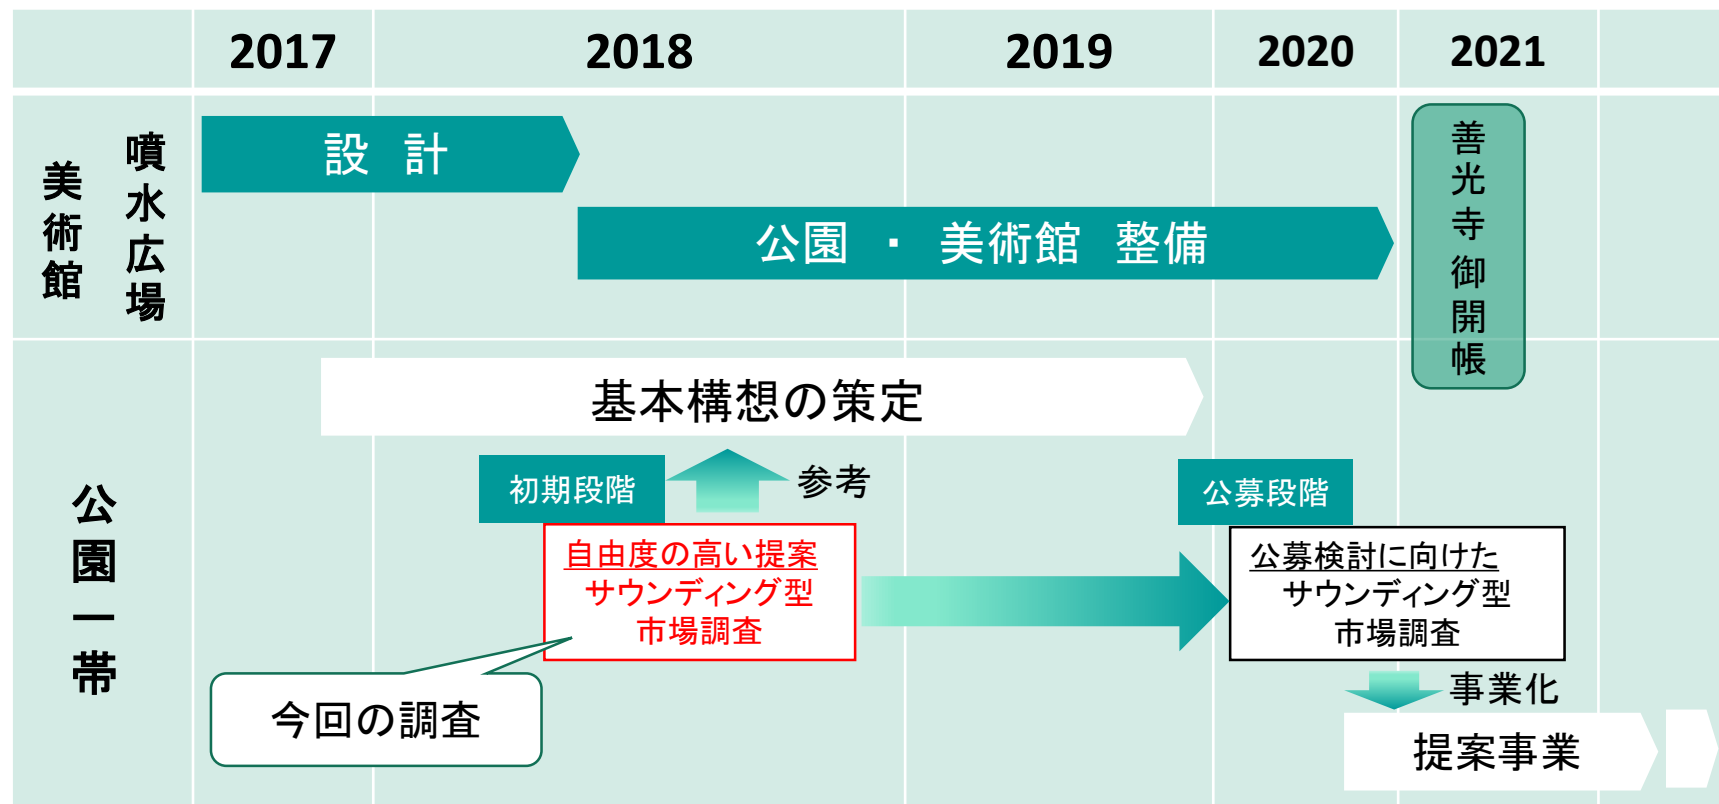 2017 2018 2019 2020 2021
美術館
噴水広場
設 計
公園 ・ 美術館 整備
善光寺御開帳
公園一帯
基本構想の策定
初期段階
参考
自由度の高い提案
サウンディング型
市場調査
今回の調査
公募段階
公募検討に向けた
サウンディング型
市場調査
事業化
提案事業